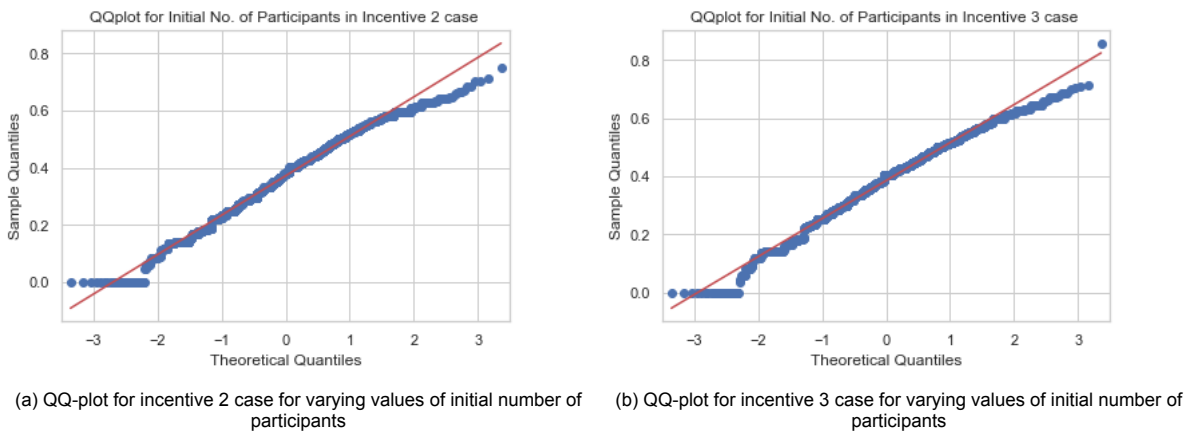 QQplot for Initial No. of Participants in Incentive 2 case
0.8
0.6
0.4
0.2
0.0
Sample Quantiles
−3 −2 −1 0 1 2 3
Theoretical Quantiles
(a) QQ-plot for incentive 2 case for varying values of initial number of
participants
QQplot for Initial No. of Participants in Incentive 3 case
0.8
0.6
0.4
0.2
0.0
Sample Quantiles
−3 −2 −1 0 1 2 3
Theoretical Quantiles
(b) QQ-plot for incentive 3 case for varying values of initial number of
participants